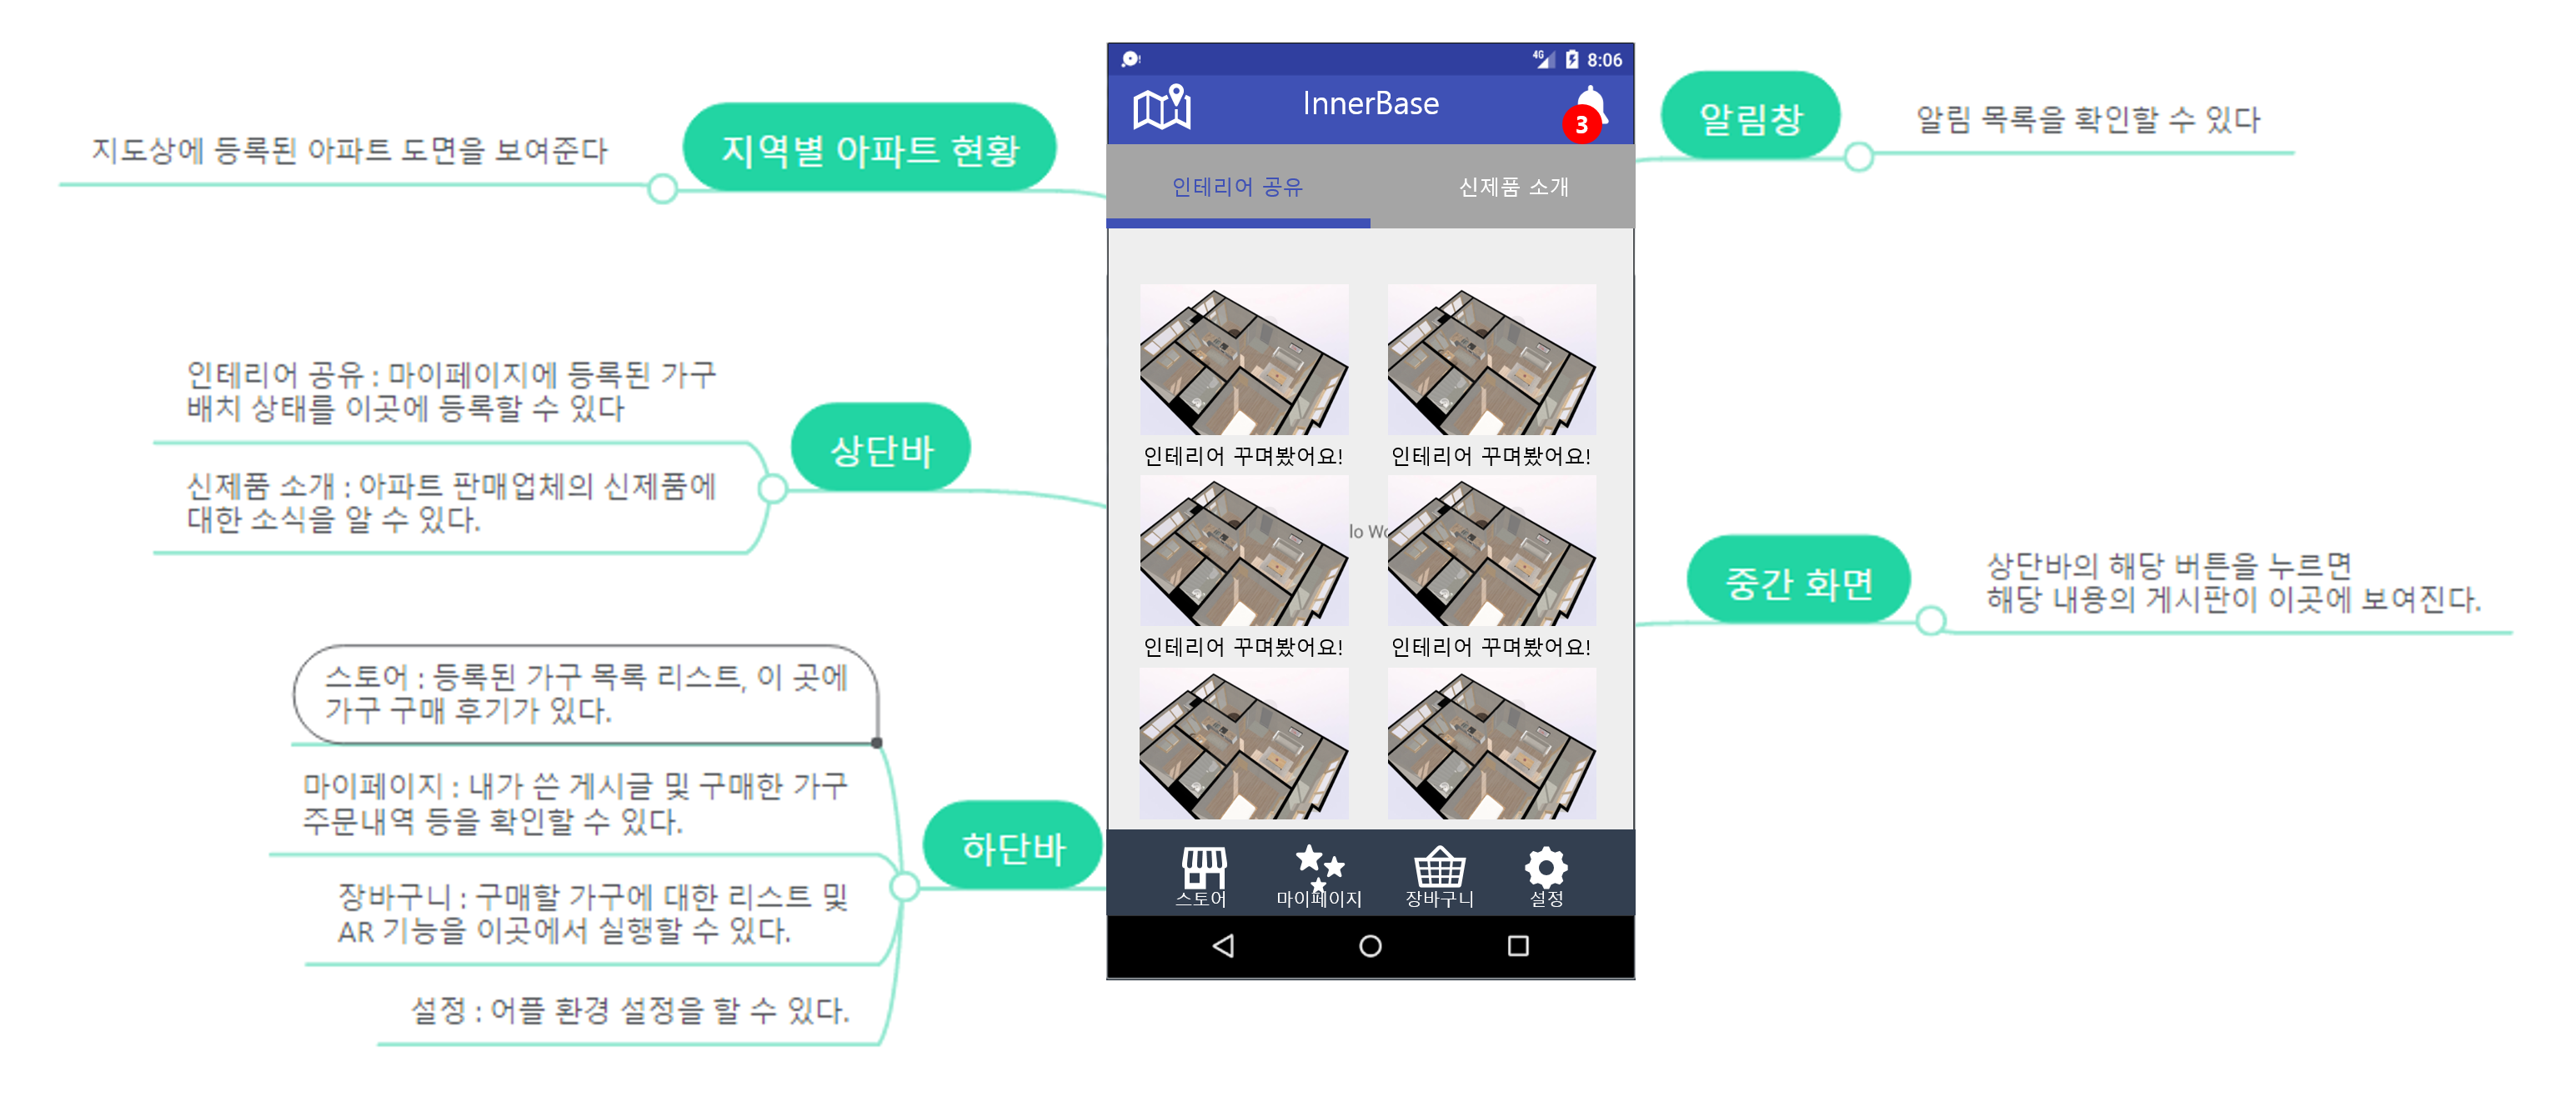 지역별 아파트 현황
지도상에 등록된 아파트 도면을 보여준다
상단바
인테리어 공유 : 마이페이지에 등록된 가구
배치 상태를 이곳에 등록할 수 있다
신제품 소개 : 아파트 판매업체의 신제품에
대한 소식을 알 수 있다.
하단바
스토어 : 등록된 가구 목록 리스트, 이 곳에
가구 구매 후기가 있다.
마이페이지 : 내가 쓴 게시글 및 구매한 가구
주문내역 등을 확인할 수 있다.
장바구니 : 구매할 가구에 대한 리스트 및
AR 기능을 이곳에서 실행할 수 있다.
설정 : 어플 환경 설정을 할 수 있다.
4G 8:06
InnerBase
3
인테리어 공유 신제품 소개
인테리어 꾸며봤어요! 인테리어 꾸며봤어요!
lo Wo
인테리어 꾸며봤어요! 인테리어 꾸며봤어요!
스토어 마이페이지 장바구니 설정
알림창
알림 목록을 확인할 수 있다
중간 화면
상단바의 해당 버튼을 누르면
해당 내용의 게시판이 이곳에 보여진다.